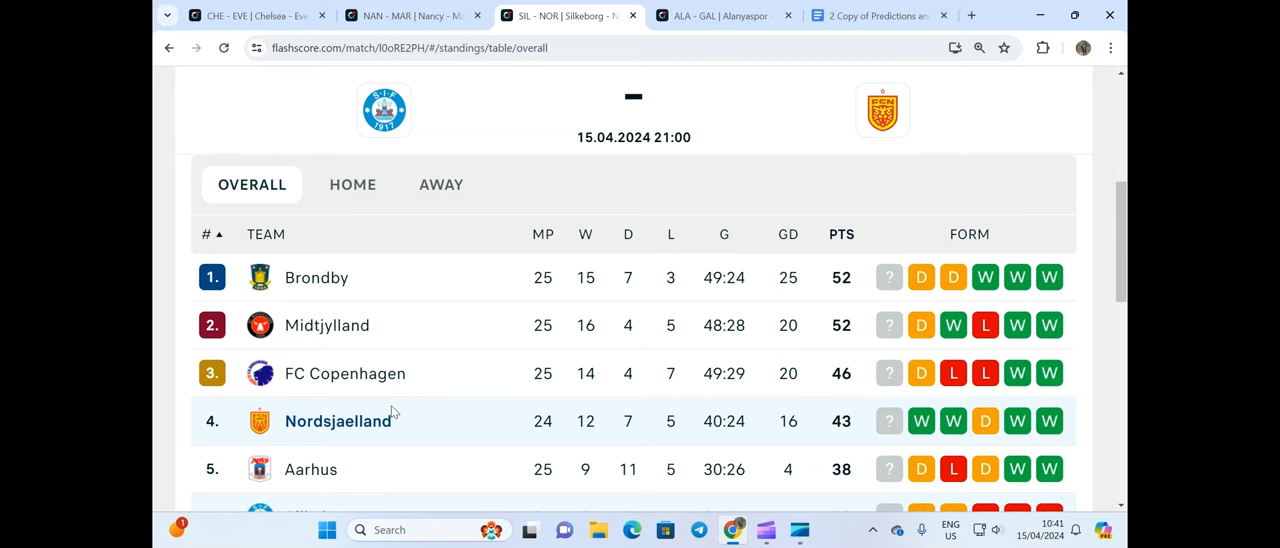 CHE - EVE | Chelsea - Eve
NAN - MAR | Nancy - Ma
SIL - NOR | Silkeborg - N
ALA - GAL | Alanyaspor -
2 Copy of Predictions an
flashscore.com/match/l0oRE2PH/#/standings/table/overall
S.I.F
1917
FCN
-
15.04.2024 21:00
OVERALL HOME AWAY
# TEAM MP W D L G GD PTS FORM
1. Brondby 25 15 7 3 49:24 25 52 ? D D W W W
2. Midtjylland 25 16 4 5 48:28 20 52 ? D W L W W
3. FC Copenhagen 25 14 4 7 49:29 20 46 ? D L L W W
4. Nordsjaelland 24 12 7 5 40:24 16 43 ? W W D W W
5. Aarhus 25 9 11 5 30:26 4 38 ? D L D W W
1
Search
ENG
US
10:41
15/04/2024
PRE